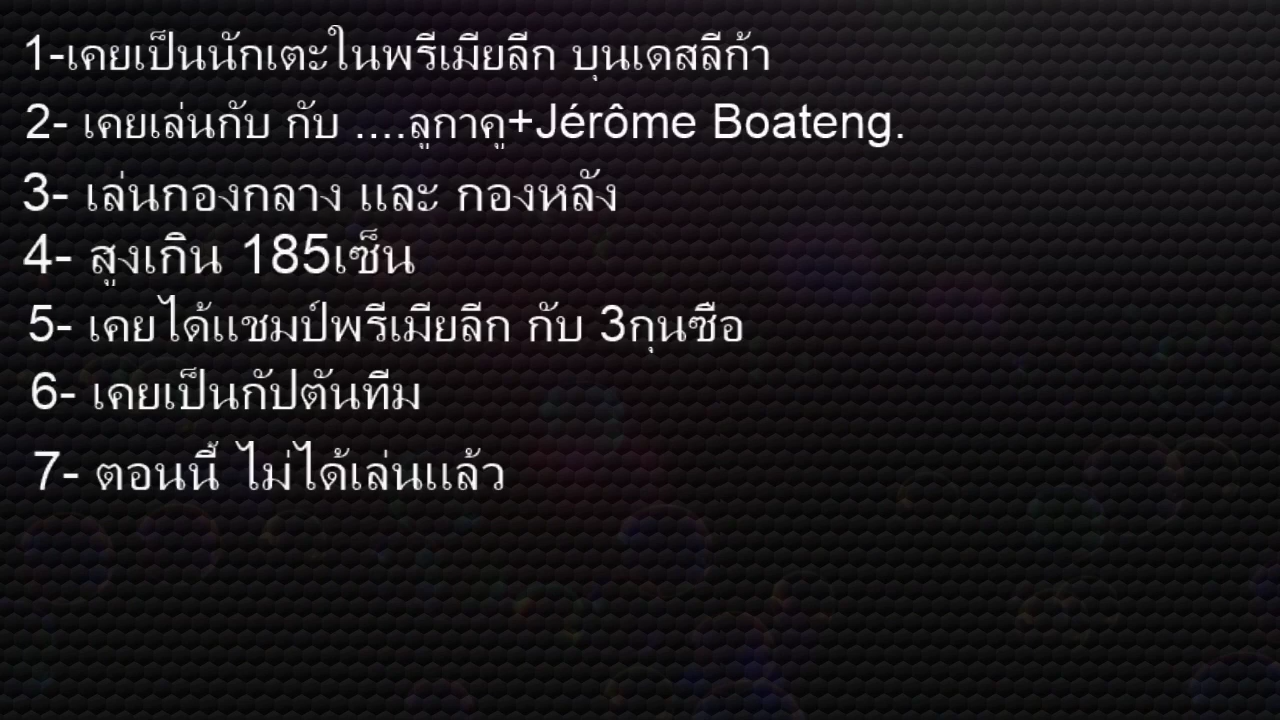 1-เคยเป็นนักเตะในพรีเมียลีก บุนเดสลีก้า
2- เคยเล่นกับ กับ ....ลูกาคู+Jérôme Boateng.
3- เล่นกองกลาง และ กองหลัง
4- สูงเกิน 185เซ็น
5- เคยได้แชมป์พรีเมียลีก กับ 3กุนซือ
6- เคยเป็นกัปตันทีม
7- ตอนนี้ ไม่ได้เล่นแล้ว